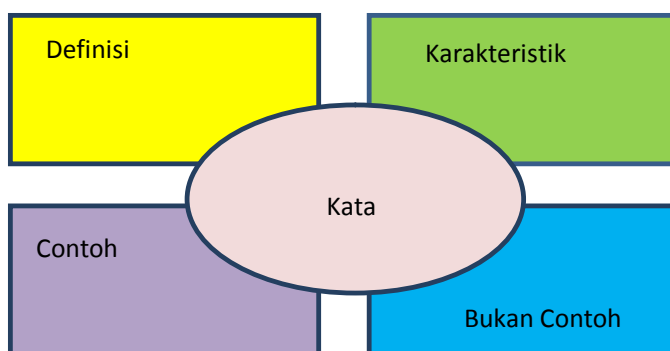 Definisi
Karakteristik
Kata
Contoh
Bukan Contoh